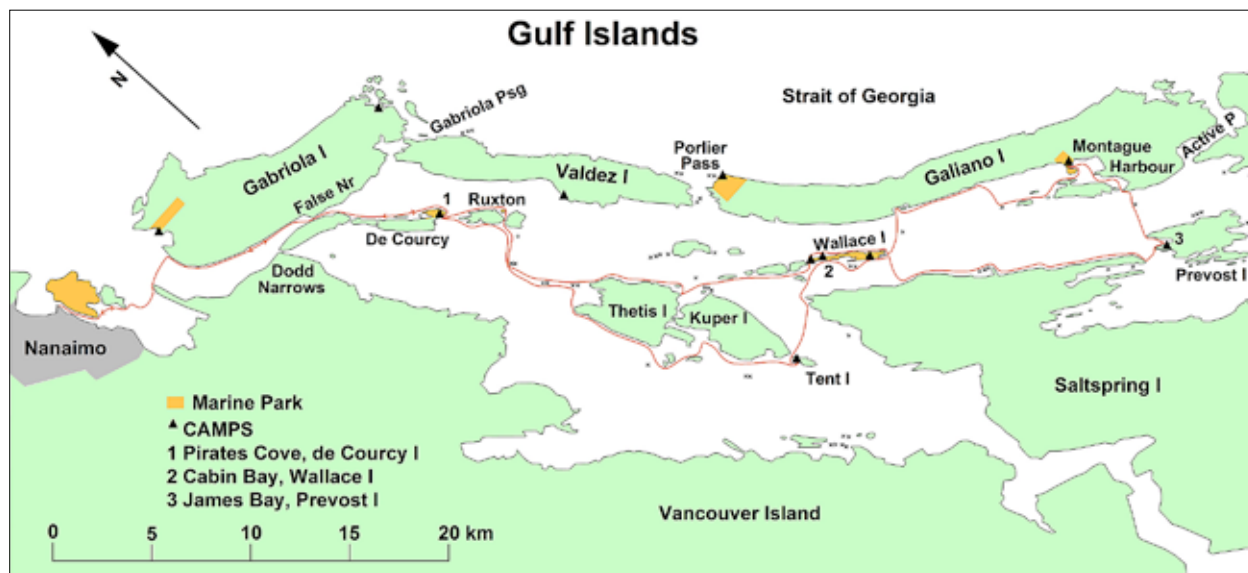 Gulf Islands
N
Strait of Georgia
Gabriola Psg
Gabriola I
False Nr
Valdez I
Porlier
Pass
Galiano I
Montague
Harbour
Active P
1
Ruxton
De Courcy
Wallace I
2
3
Prevost I
Dodd
Narrows
Thetis I
Kuper I
Nanaimo
Tent I
Saltspring I
Marine Park
CAMPS
1 Pirates Cove, de Courcy I
2 Cabin Bay, Wallace I
3 James Bay, Prevost I
Vancouver Island
0 5 10 15 20 km